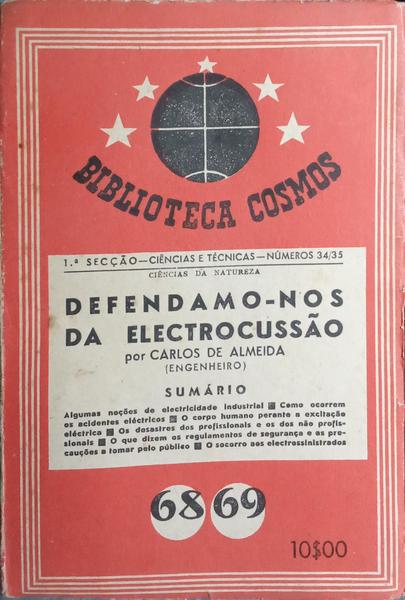 BIBLIOTECA COSMOS
1.ª SECÇÃO—CIÊNCIAS E TÉCNICAS—NÚMEROS 34/35
CIÊNCIAS DA NATUREZA
DEFENDAMO-NOS
DA ELECTROCUSSÃO
por CARLOS DE ALMEIDA
(ENGENHEIRO)
SUMÁRIO
Algumas noções de electricidade industrial ■ Como ocorrem
os acidentes eléctricos ■ O corpo humano perante a excitação
eléctrica ■ Os desastres dos profissionais e os dos não profis-
sionais ■ O que dizem os regulamentos de segurança e as pre-
cauções a tomar pelo público ■ O socorro aos electrossinistrados
68 69
10$00